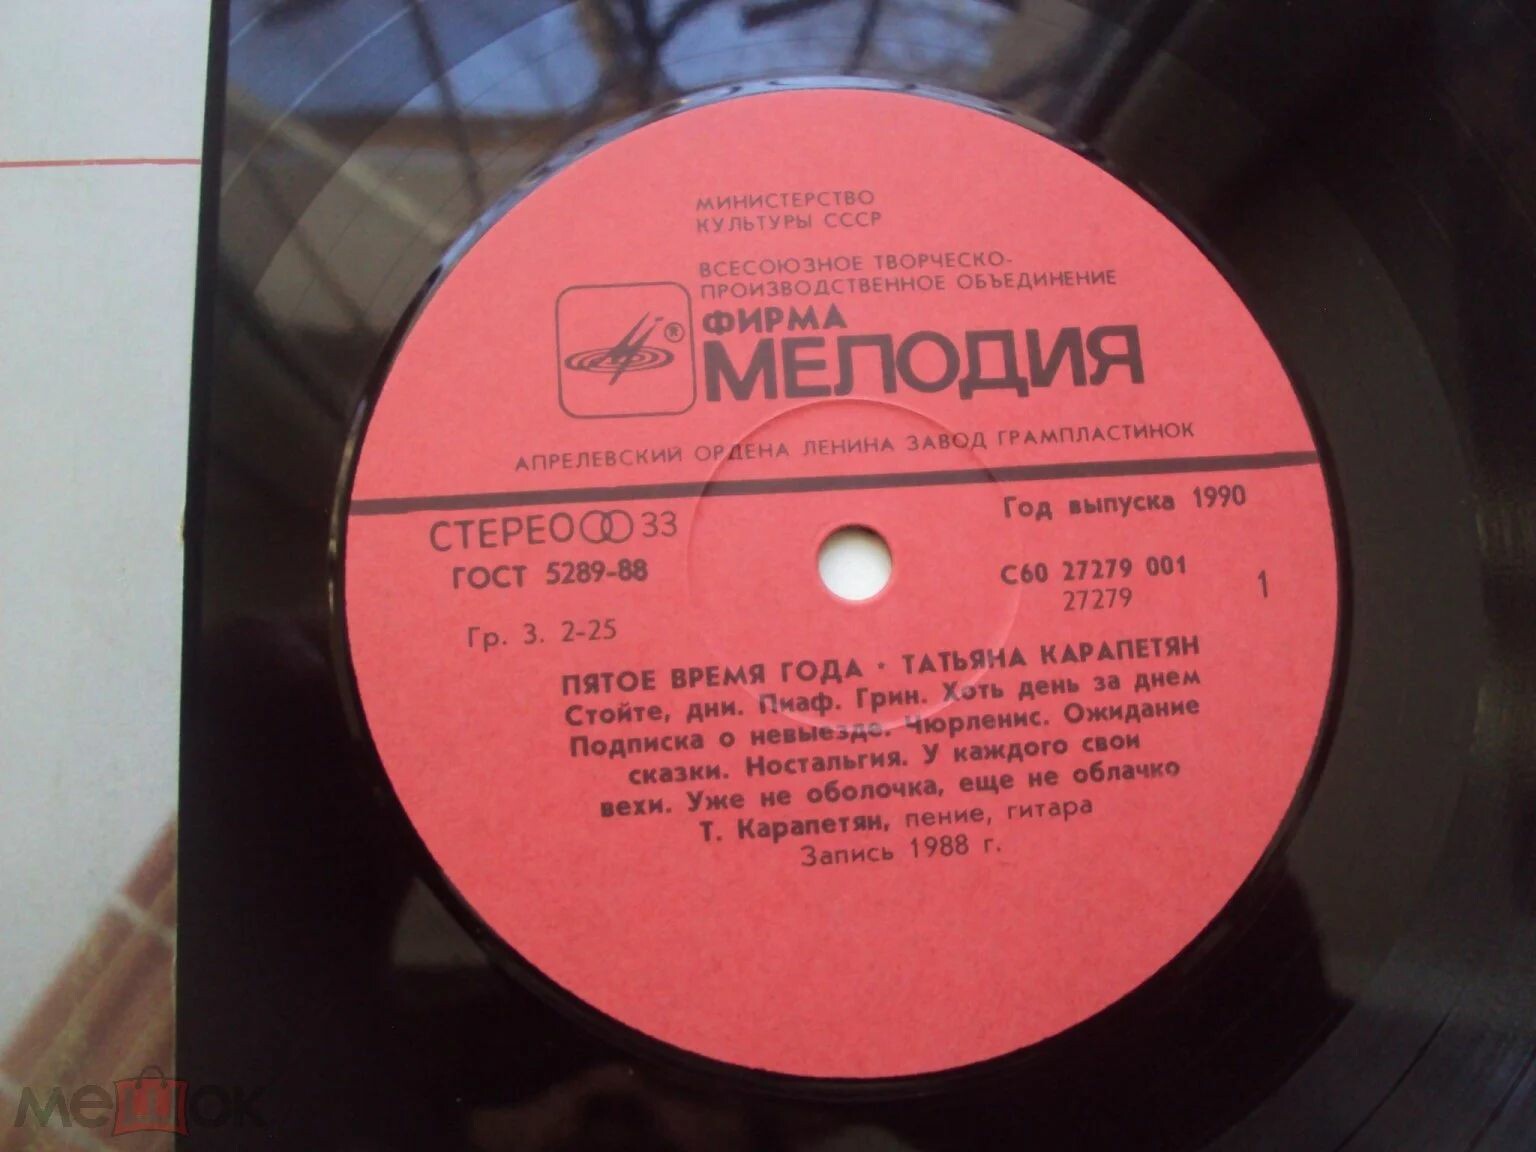 МИНИСТЕРСТВО
КУЛЬТУРЫ СССР
ВСЕСОЮЗНОЕ ТВОРЧЕСКО-
ПРОИЗВОДСТВЕННОЕ ОБЪЕДИНЕНИЕ
ФИРМА
®
МЕЛОДИЯ
АПРЕЛЕВСКИЙ ОРДЕНА ЛЕНИНА ЗАВОД ГРАМПЛАСТИНОК
СТЕРЕО 33
Год выпуска 1990
ГОСТ 5289-88
С60 27279 001
27279
1
Гр. 3. 2-25
ПЯТОЕ ВРЕМЯ ГОДА · ТАТЬЯНА КАРАПЕТЯН
Стойте, дни. Пиаф. Грин. Хоть день за днем
Подписка о невыезде. Чюрленис. Ожидание
сказки. Ностальгия. У каждого свои
вехи. Уже не оболочка, еще не облачко
Т. Карапетян, пение, гитара
Запись 1988 г.
мешок